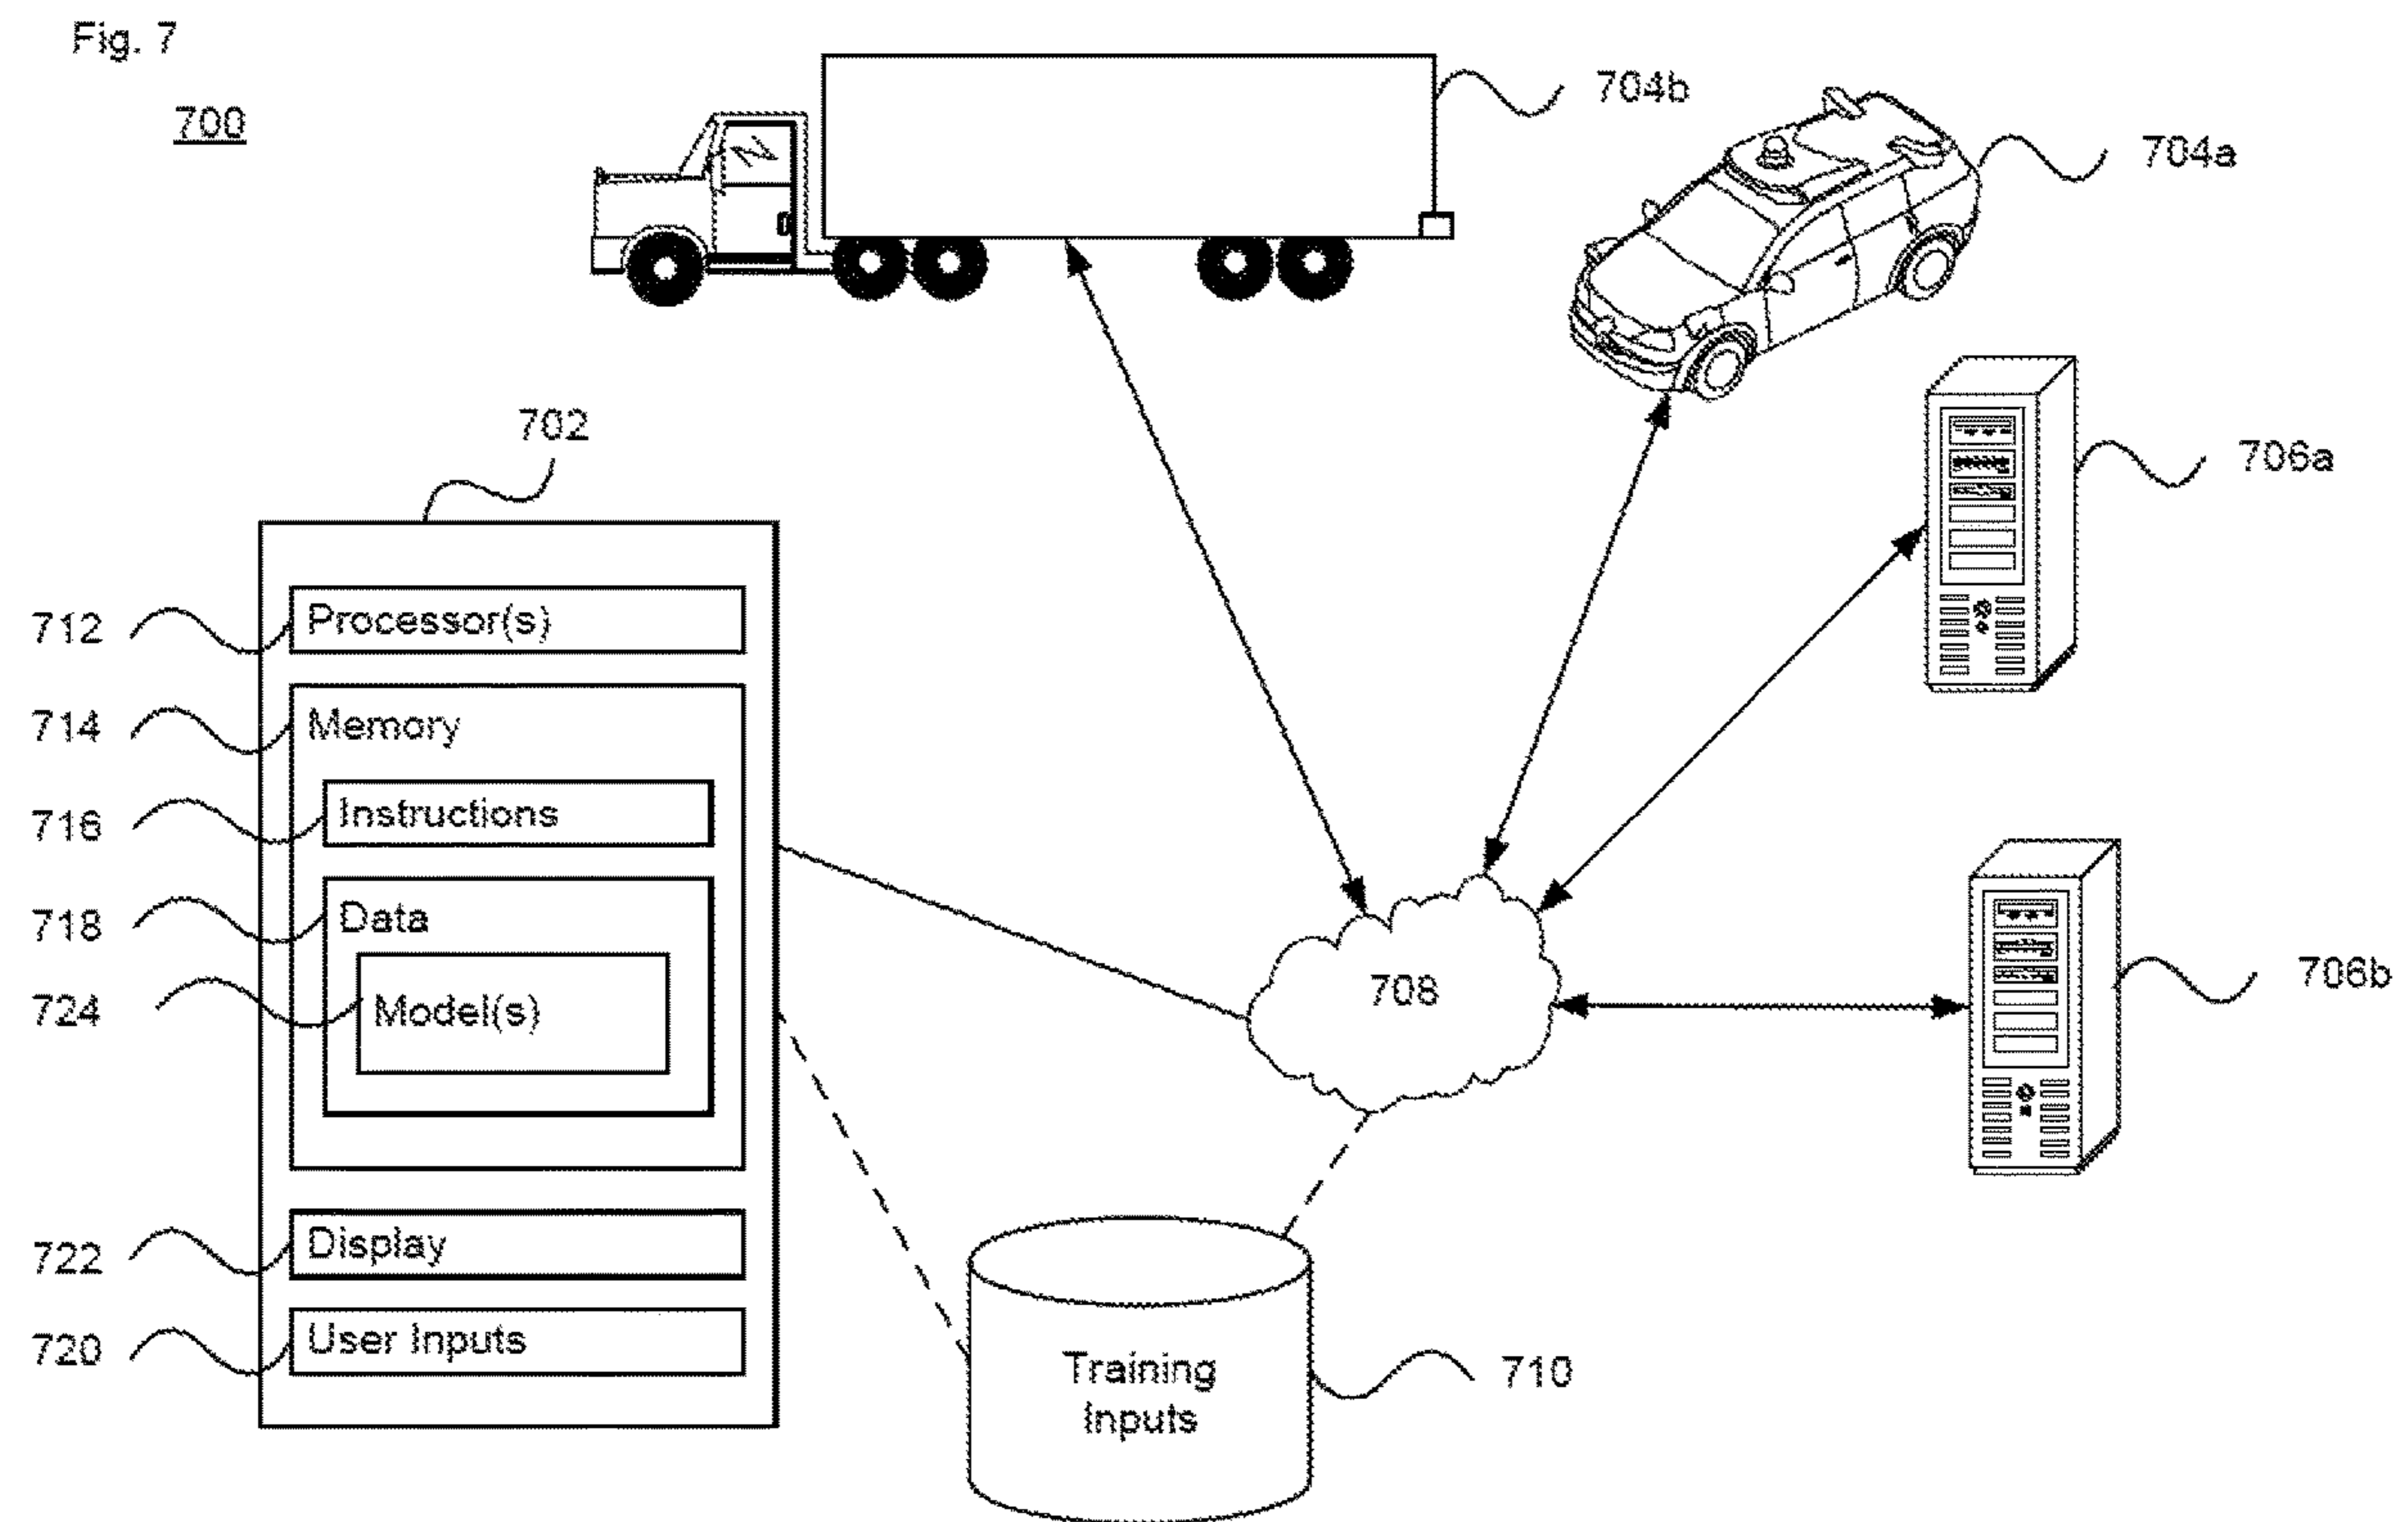 Fig. 7
700
704b
704a
702
706a
712
Processor(s)
714
Memory
716
Instructions
718
Data
724
Model(s)
708
706b
722
Display
720
User Inputs
Training
Inputs
710